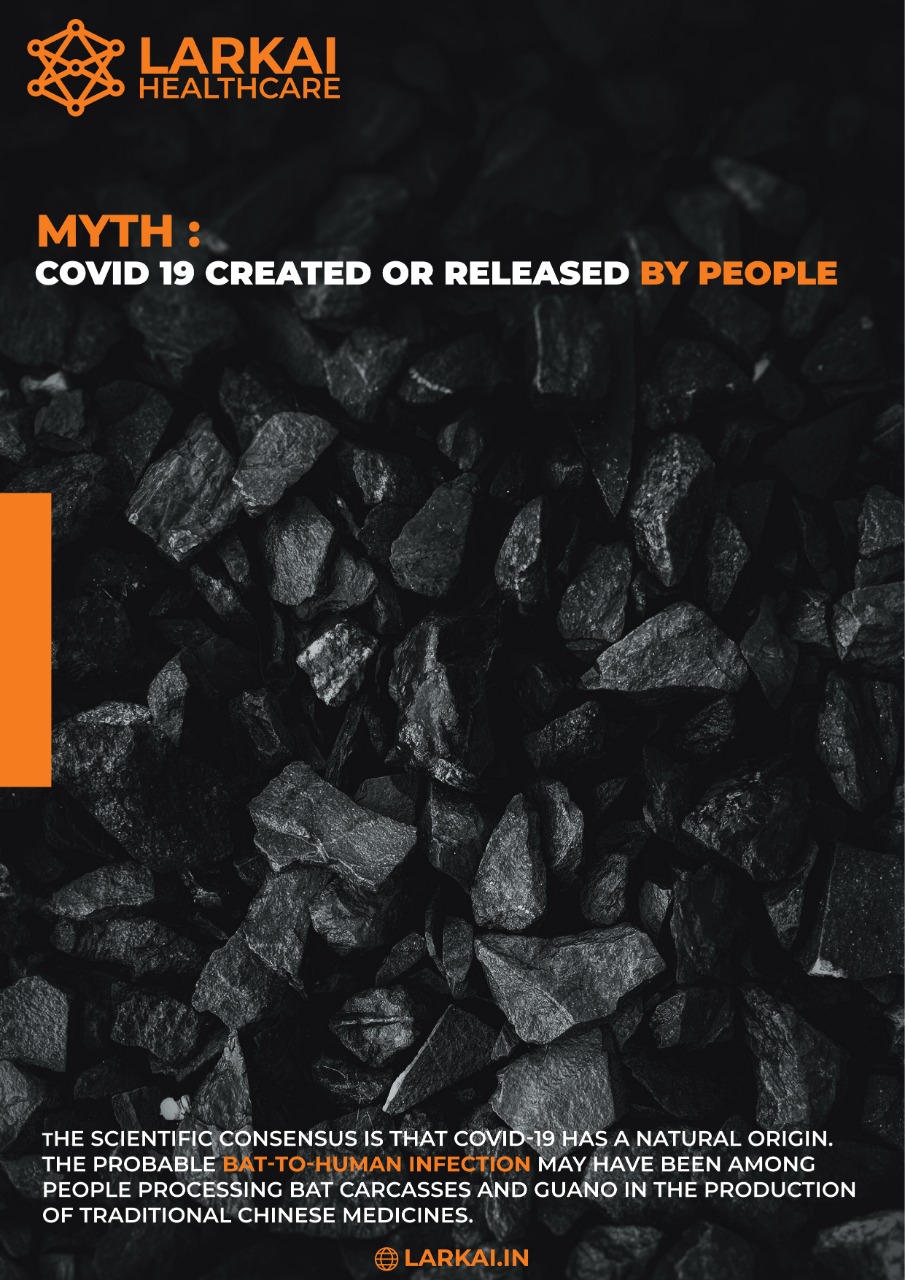 LARKAI
HEALTHCARE
MYTH :
COVID 19 CREATED OR RELEASED BY PEOPLE
THE SCIENTIFIC CONSENSUS IS THAT COVID-19 HAS A NATURAL ORIGIN.
THE PROBABLE BAT-TO-HUMAN INFECTION MAY HAVE BEEN AMONG
PEOPLE PROCESSING BAT CARCASSES AND GUANO IN THE PRODUCTION
OF TRADITIONAL CHINESE MEDICINES.
LARKAI.IN